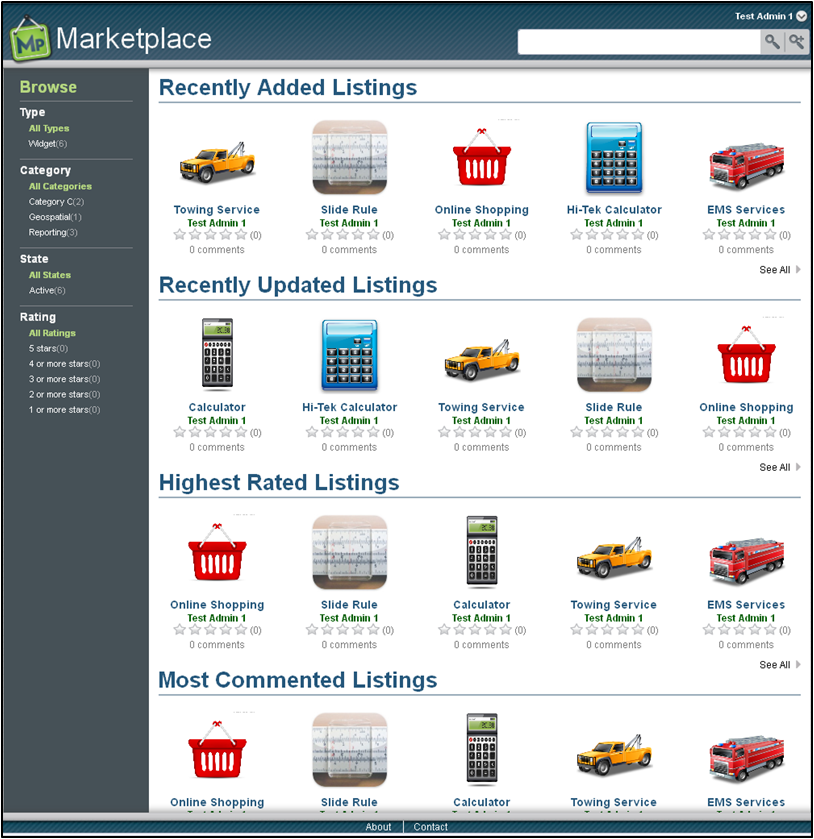 Test Admin 1
MP
Marketplace
Browse
Type
All Types
Widget(6)
Category
All Categories
Category C(2)
Geospatial(1)
Reporting(3)
State
All States
Active(6)
Rating
All Ratings
5 stars(0)
4 or more stars(0)
3 or more stars(0)
2 or more stars(0)
1 or more stars(0)
Recently Added Listings
Towing Service Slide Rule Online Shopping Hi-Tek Calculator EMS Services
Test Admin 1 Test Admin 1 Test Admin 1 Test Admin 1 Test Admin 1
(0) (0) (0) (0) (0)
0 comments 0 comments 0 comments 0 comments 0 comments
See All
Recently Updated Listings
Calculator Hi-Tek Calculator Towing Service Slide Rule Online Shopping
Test Admin 1 Test Admin 1 Test Admin 1 Test Admin 1 Test Admin 1
(0) (0) (0) (0) (0)
0 comments 0 comments 0 comments 0 comments 0 comments
See All
Highest Rated Listings
Online Shopping Slide Rule Calculator Towing Service EMS Services
Test Admin 1 Test Admin 1 Test Admin 1 Test Admin 1 Test Admin 1
(0) (0) (0) (0) (0)
0 comments 0 comments 0 comments 0 comments 0 comments
See All
Most Commented Listings
Online Shopping Slide Rule Calculator Towing Service EMS Services
About Contact